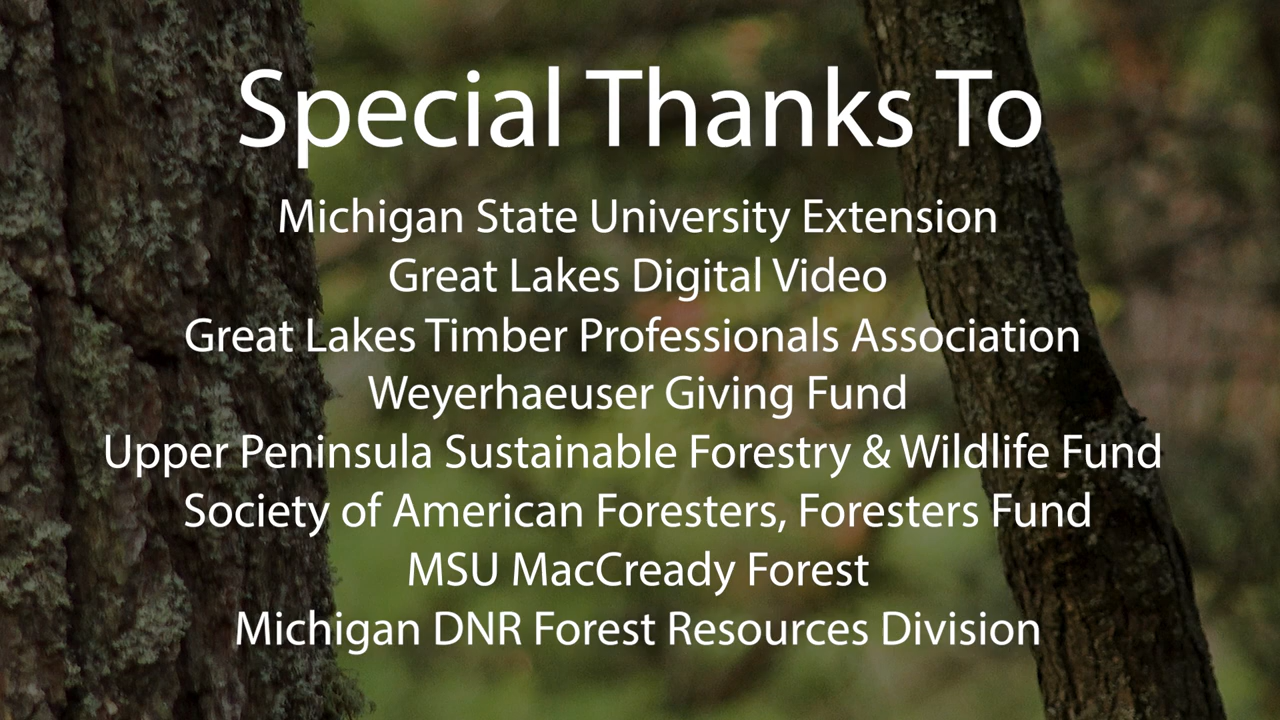 Special Thanks To
Michigan State University Extension
Great Lakes Digital Video
Great Lakes Timber Professionals Association
Weyerhaeuser Giving Fund
Upper Peninsula Sustainable Forestry & Wildlife Fund
Society of American Foresters, Foresters Fund
MSU MacCready Forest
Michigan DNR Forest Resources Division